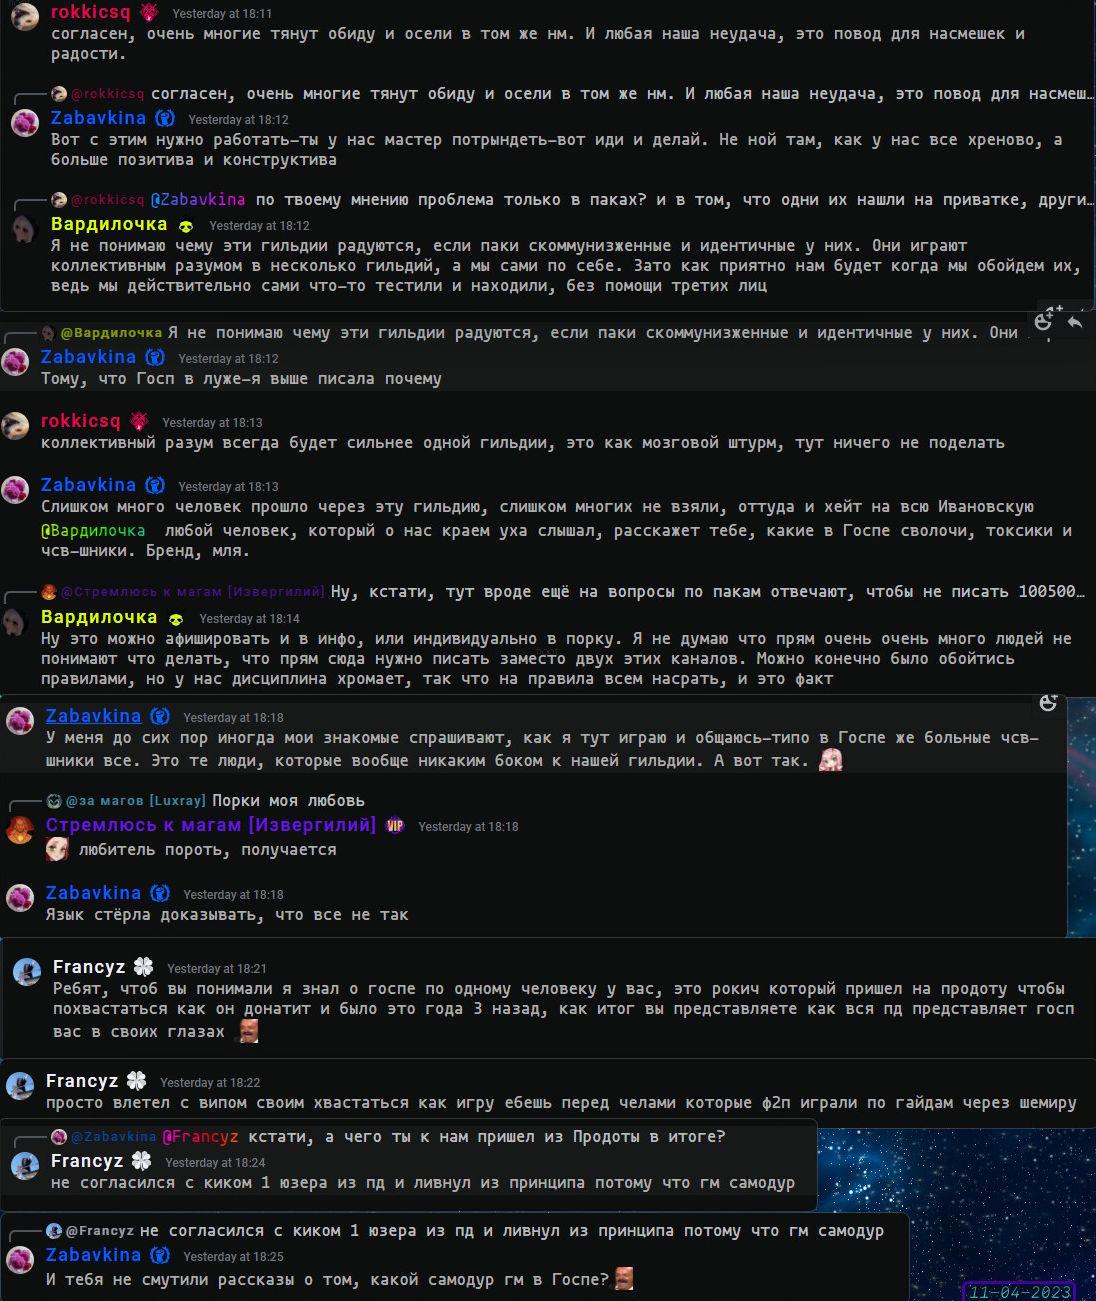 rokkicsq Yesterday at 18:11
согласен, очень многие тянут обиду и осели в том же нм. И любая наша неудача, это повод для насмешек и
радости.
@rokkicsq согласен, очень многие тянут обиду и осели в том же нм. И любая наша неудача, это повод для насмеш…
Zabavkina Yesterday at 18:12
Вот с этим нужно работать-ты у нас мастер потрындеть-вот иди и делай. Не ной там, как у нас все хреново, а
больше позитива и конструктива
@rokkicsq @Zabavkina по твоему мнению проблема только в паках? и в том, что одни их нашли на приватке, други…
Вардилочка Yesterday at 18:12
Я не понимаю чему эти гильдии радуются, если паки скоммунизженные и идентичные у них. Они играют
коллективным разумом в несколько гильдий, а мы сами по себе. Зато как приятно нам будет когда мы обойдем их,
ведь мы действительно сами что-то тестили и находили, без помощи третих лиц
@Вардилочка Я не понимаю чему эти гильдии радуются, если паки скоммунизженные и идентичные у них. Они
Zabavkina Yesterday at 18:12
Тому, что Госп в луже-я выше писала почему
rokkicsq Yesterday at 18:13
коллективный разум всегда будет сильнее одной гильдии, это как мозговой штурм, тут ничего не поделать
Zabavkina Yesterday at 18:13
Слишком много человек прошло через эту гильдию, слишком многих не взяли, оттуда и хейт на всю Ивановскую
@Вардилочка любой человек, который о нас краем уха слышал, расскажет тебе, какие в Госпе сволочи, токсики и
чсв-шники. Бренд, мля.
@Стремлюсь к магам [Извергилий] Ну, кстати, тут вроде ещё на вопросы по пакам отвечают, чтобы не писать 100500…
Вардилочка Yesterday at 18:14
Ну это можно афишировать и в инфо, или индивидуально в порку. Я не думаю что прям очень очень много людей не
понимают что делать, что прям сюда нужно писать заместо двух этих каналов. Можно конечно было обойтись
правилами, но у нас дисциплина хромает, так что на правила всем насрать, и это факт
Zabavkina Yesterday at 18:18
У меня до сих пор иногда мои знакомые спрашивают, как я тут играю и общаюсь-типо в Госпе же больные чсв-
шники все. Это те люди, которые вообще никаким боком к нашей гильдии. А вот так.
@за магов [Luxray] Порки моя любовь
Стремлюсь к магам [Извергилий] VIP Yesterday at 18:18
любитель пороть, получается
Zabavkina Yesterday at 18:18
Язык стёрла доказывать, что все не так
Francyz Yesterday at 18:21
Ребят, чтоб вы понимали я знал о госпе по одному человеку у вас, это рокич который пришел на продоту чтобы
похвастаться как он донатит и было это года 3 назад, как итог вы представляете как вся пд представляет госп
вас в своих глазах
Francyz Yesterday at 18:22
просто влетел с випом своим хвастаться как игру ебешь перед челами которые ф2п играли по гайдам через шемиру
@Zabavkina @Francyz кстати, а чего ты к нам пришел из Продоты в итоге?
Francyz Yesterday at 18:24
не согласился с киком 1 юзера из пд и ливнул из принципа потому что гм самодур
@Francyz не согласился с киком 1 юзера из пд и ливнул из принципа потому что гм самодур
Zabavkina Yesterday at 18:25
И тебя не смутили рассказы о том, какой самодур гм в Госпе?
11-04-2023